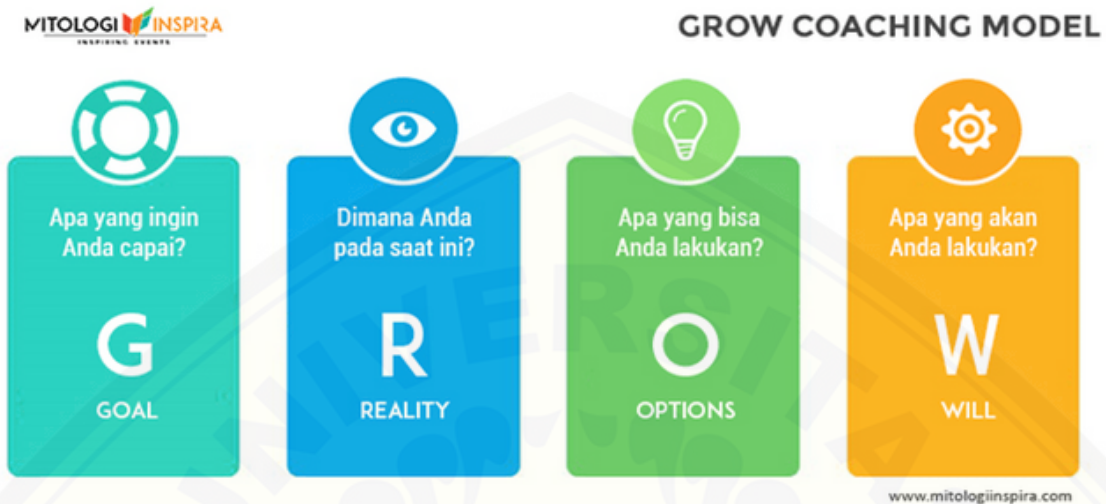 MITOLOGI INSPIRA
INSPIRING EVENTS
GROW COACHING MODEL
Apa yang ingin
Anda capai?
G
GOAL
Dimana Anda
pada saat ini?
R
REALITY
Apa yang bisa
Anda lakukan?
O
OPTIONS
Apa yang akan
Anda lakukan?
W
WILL
UNIVERSITA
www.mitologiinspira.com